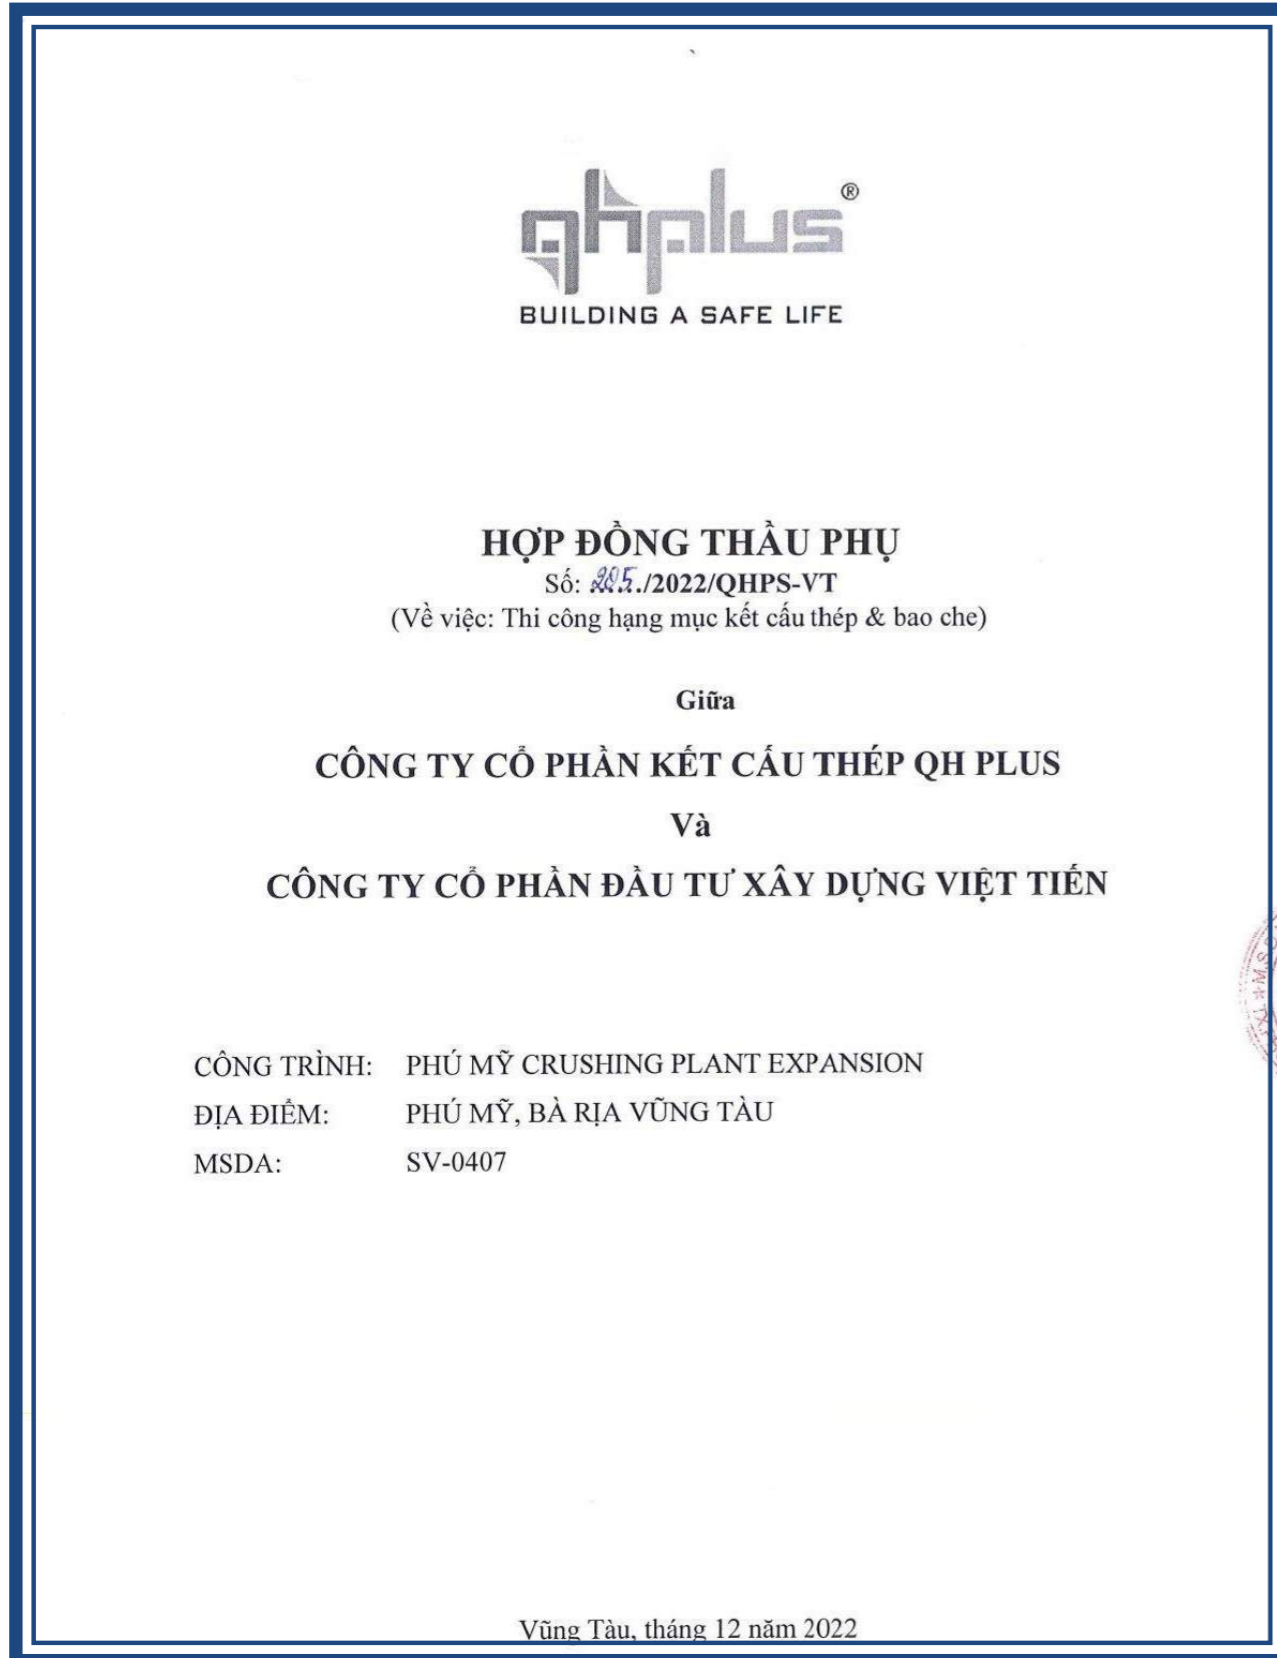 qhplus®
BUILDING A SAFE LIFE
HỢP ĐỒNG THẦU PHỤ
Số: 205./2022/QHPS-VT
(Về việc: Thi công hạng mục kết cấu thép & bao che)
Giữa
CÔNG TY CỔ PHẦN KẾT CẤU THÉP QH PLUS
Và
CÔNG TY CỔ PHẦN ĐẦU TƯ XÂY DỰNG VIỆT TIẾN
CÔNG TRÌNH: PHÚ MỸ CRUSHING PLANT EXPANSION
ĐỊA ĐIỂM: PHÚ MỸ, BÀ RỊA VŨNG TÀU
MSDA: SV-0407
Vũng Tàu, tháng 12 năm 2022